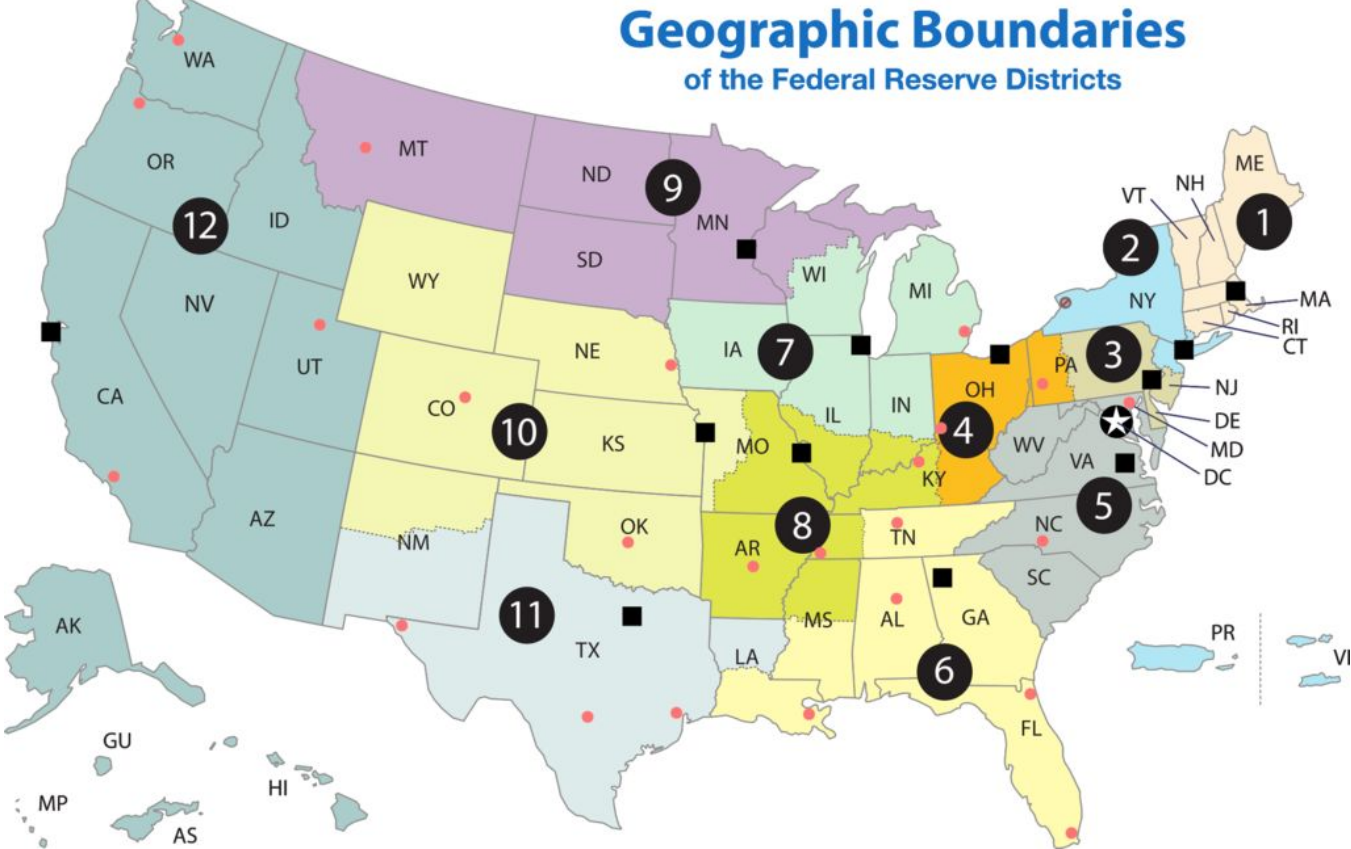 Geographic Boundaries
of the Federal Reserve Districts
WA
MT
ND
9
ME
OR
MN
VT
NH
1
12
ID
2
SD
WI
WY
MI
NY
MA
NV
RI
NE
IA
7
3
CT
UT
PA
NJ
CA
CO
OH
IL
IN
DE
10
KS
MO
4
WV
MD
VA
DC
KY
AZ
OK
8
NC
5
NM
AR
TN
SC
11
AK
MS
AL
GA
PR
TX
LA
VI
6
FL
GU
HI
MP
AS